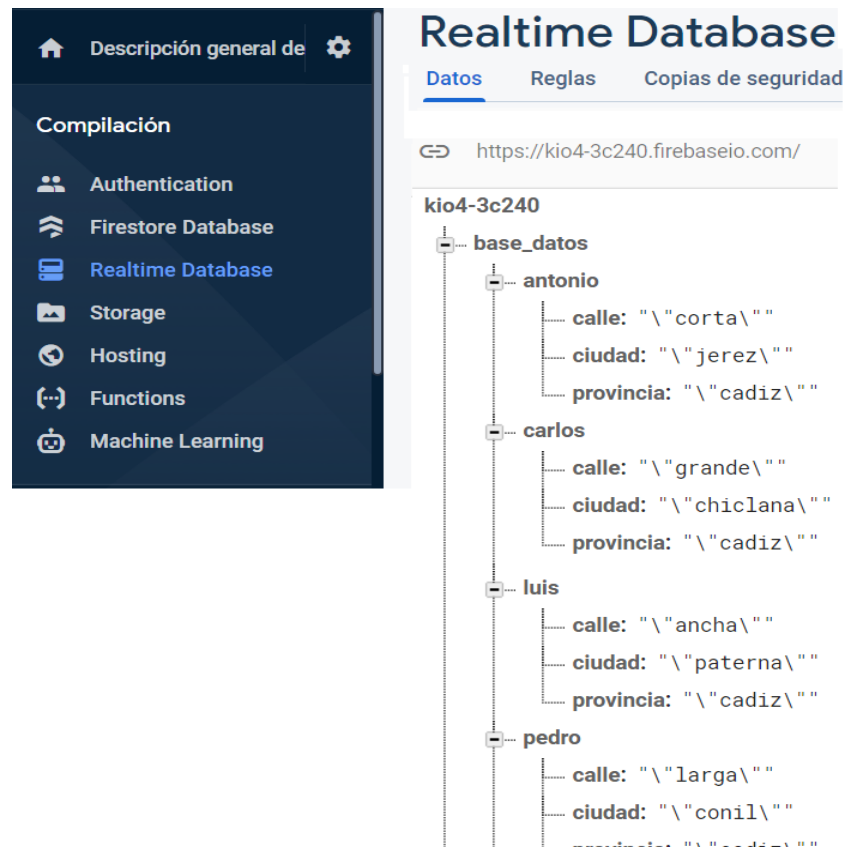 Descripción general de
Compilación
Authentication
Firestore Database
Realtime Database
Storage
Hosting
Functions
Machine Learning
Realtime Database
Datos Reglas Copias de seguridad
https://kio4-3c240.firebaseio.com/
kio4-3c240
base_datos
antonio
calle: "\"corta\""
ciudad: "\"jerez\""
provincia: "\"cadiz\""
carlos
calle: "\"grande\""
ciudad: "\"chiclana\""
provincia: "\"cadiz\""
luis
calle: "\"ancha\""
ciudad: "\"paterna\""
provincia: "\"cadiz\""
pedro
calle: "\"larga\""
ciudad: "\"conil\""
provincia: "\"cadiz\""